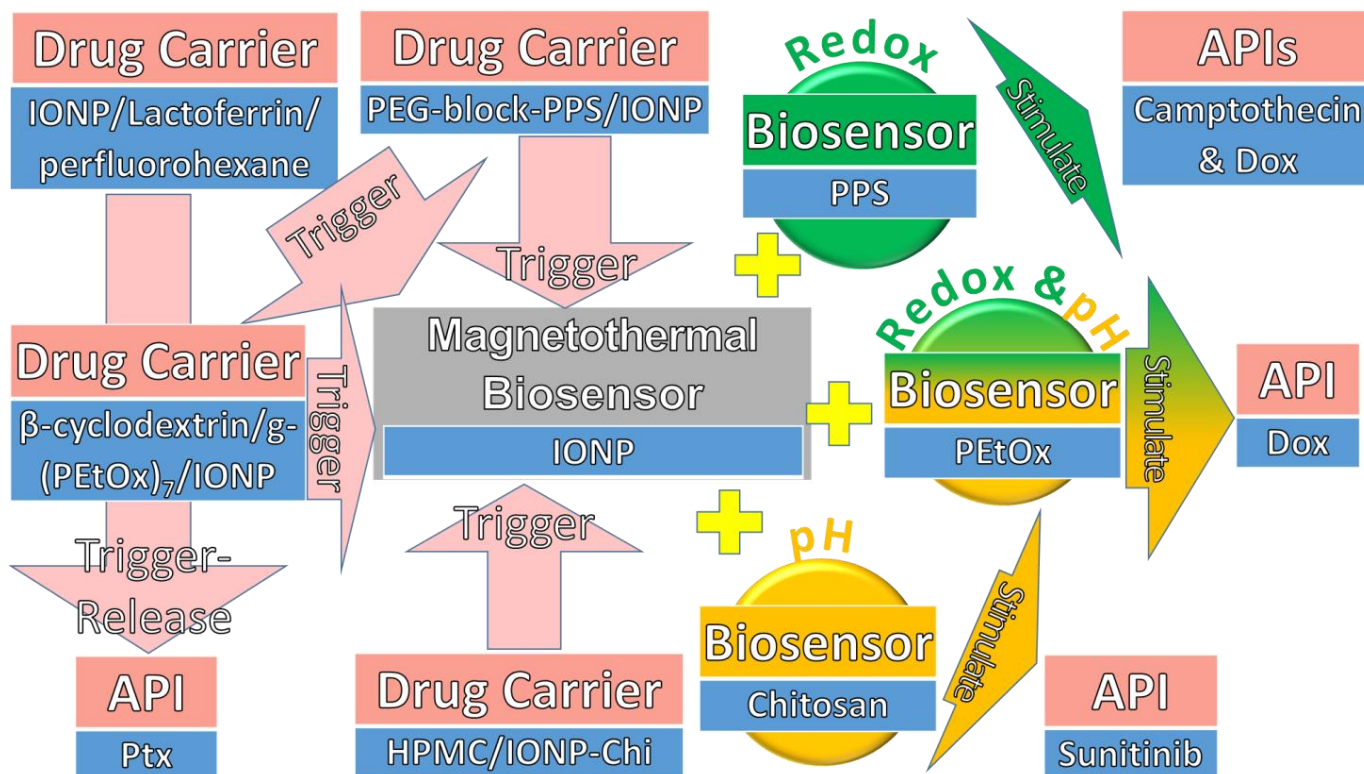 Drug Carrier
IONP/Lactoferrin/
perfluorohexane
Drug Carrier
PEG-block-PPS/IONP
Redox
Biosensor
PPS
Stimulate
APIs
Camptothecin
& Dox
Trigger
Trigger
Drug Carrier
β-cyclodextrin/g-
(PEtOx)₇/IONP
Trigger
Magnetothermal
Biosensor
IONP
Redox & pH
Biosensor
PEtOx
Stimulate
API
Dox
Trigger-
Release
API
Ptx
Trigger
Drug Carrier
HPMC/IONP-Chi
pH
Biosensor
Chitosan
Stimulate
API
Sunitinib